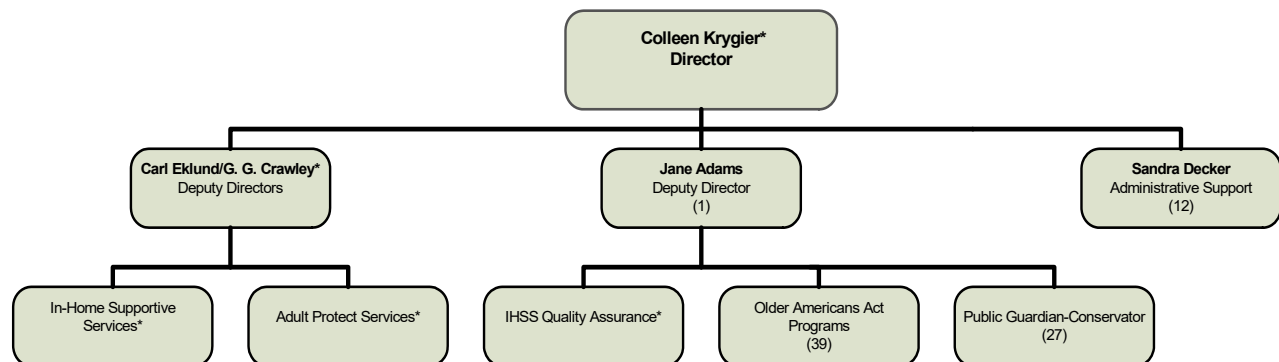 Colleen Krygier*
Director
Carl Eklund/G. G. Crawley*
Deputy Directors
Jane Adams
Deputy Director
(1)
Sandra Decker
Administrative Support
(12)
In-Home Supportive
Services*
Adult Protect Services*
IHSS Quality Assurance*
Older Americans Act
Programs
(39)
Public Guardian-Conservator
(27)